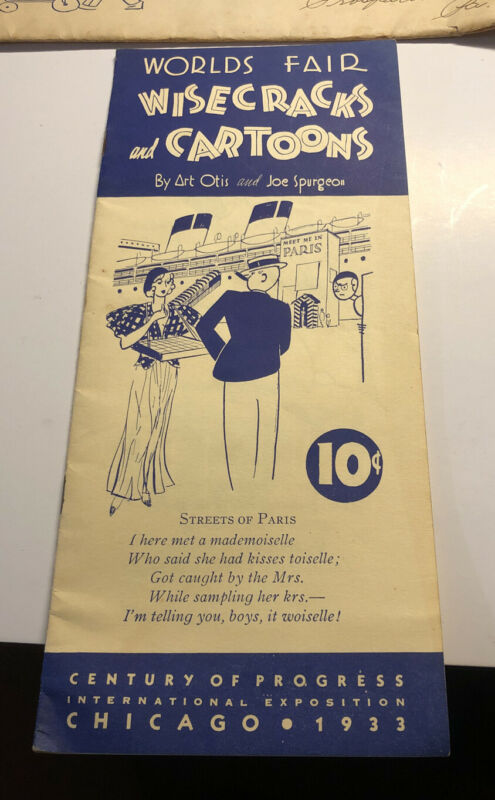 WORLDS FAIR
WISECRACKS
and CARTOONS
By Art Otis and Joe Spurgeon
MEET ME IN
PARIS
10¢
STREETS OF PARIS
I here met a mademoiselle
Who said she had kisses toiselle;
Got caught by the Mrs.
While sampling her krs.—
I'm telling you, boys, it woiselle!
CENTURY OF PROGRESS
INTERNATIONAL EXPOSITION
CHICAGO • 1933